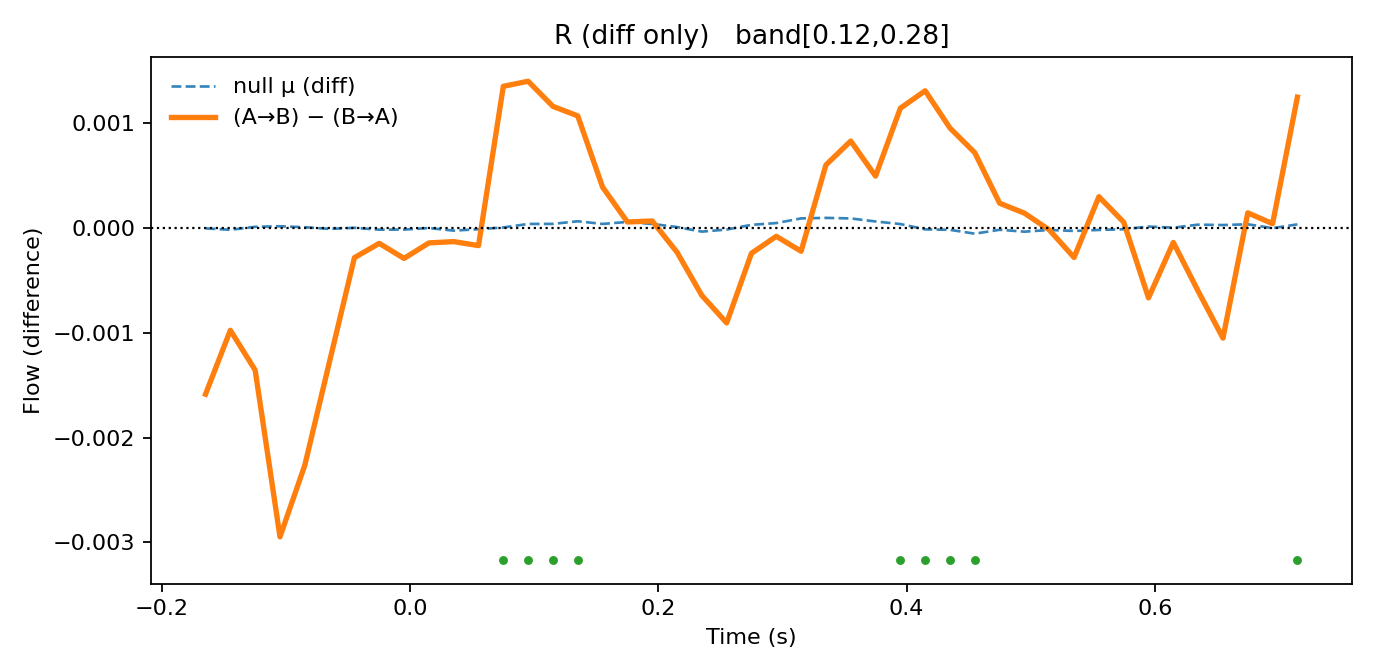 R (diff only)   band[0.12,0.28]
null μ (diff)
(A→B) − (B→A)
0.001
0.000
−0.001
−0.002
−0.003
Flow (difference)
−0.2
0.0
0.2
0.4
0.6
Time (s)